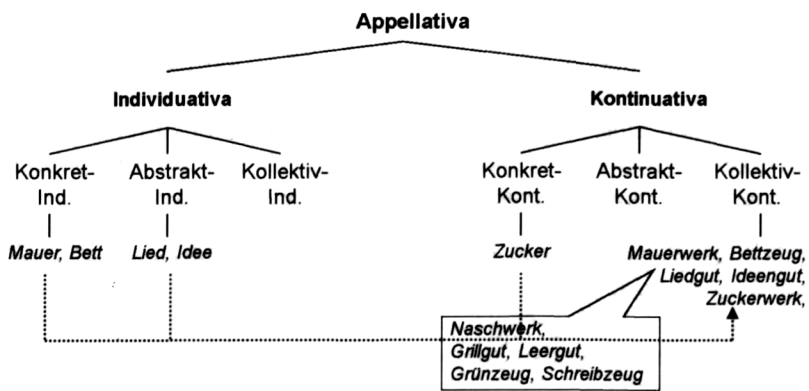 Appellativa
Individuativa Kontinuativa
Konkret- Abstrakt- Kollektiv- Konkret- Abstrakt- Kollektiv-
Ind. Ind. Ind. Kont. Kont. Kont.
Mauer, Bett Lied, Idee Zucker Mauerwerk, Bettzeug,
Liedgut, Ideengut,
Zuckerwerk,
Naschwerk,
Grillgut, Leergut,
Grünzeug, Schreibzeug